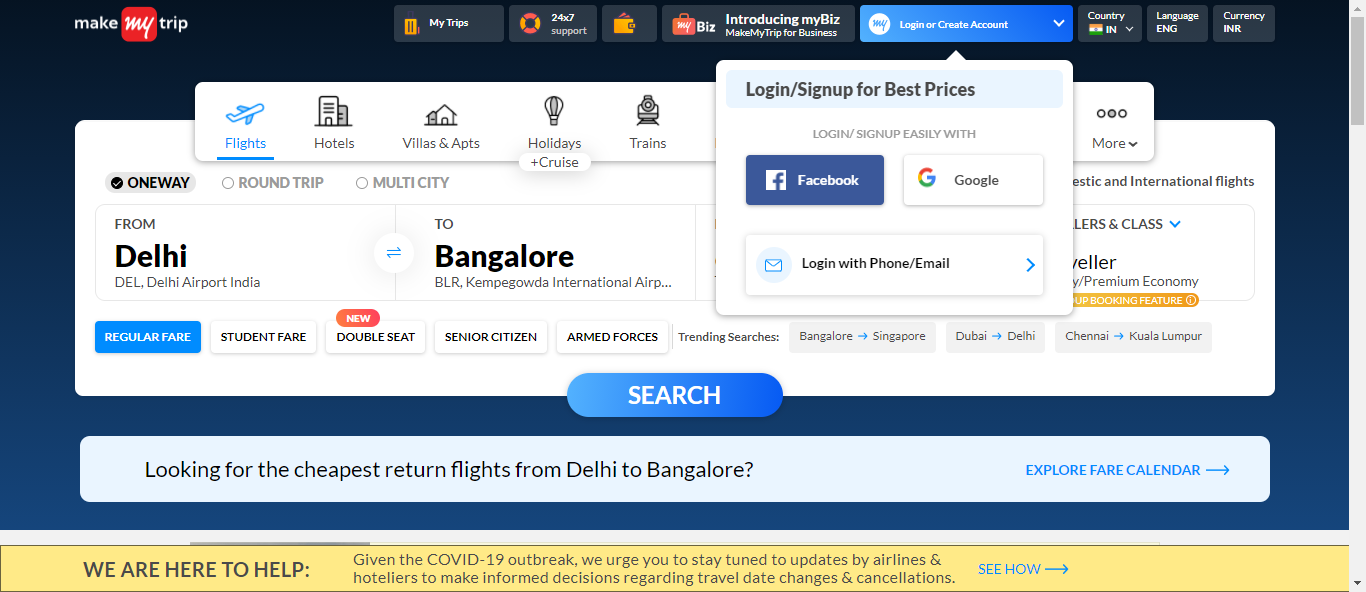 make my trip
My Trips
24x7
support
my Biz
Introducing myBiz
MakeMyTrip for Business
my
Login or Create Account
Country
IN
Language
ENG
Currency
INR
Login/Signup for Best Prices
LOGIN/ SIGNUP EASILY WITH
Facebook
Google
Login with Phone/Email
Flights
Hotels
Villas & Apts
Holidays
+Cruise
Trains
More
ONEWAY
ROUND TRIP
MULTI CITY
estic and International flights
FROM
Delhi
DEL, Delhi Airport India
TO
Bangalore
BLR, Kempegowda International Airp...
LERS & CLASS
veller
y/Premium Economy
UP BOOKING FEATURE
REGULAR FARE
STUDENT FARE
NEW
DOUBLE SEAT
SENIOR CITIZEN
ARMED FORCES
Trending Searches:
Bangalore → Singapore
Dubai → Delhi
Chennai → Kuala Lumpur
SEARCH
Looking for the cheapest return flights from Delhi to Bangalore?
EXPLORE FARE CALENDAR
WE ARE HERE TO HELP:
Given the COVID-19 outbreak, we urge you to stay tuned to updates by airlines &
hoteliers to make informed decisions regarding travel date changes & cancellations.
SEE HOW